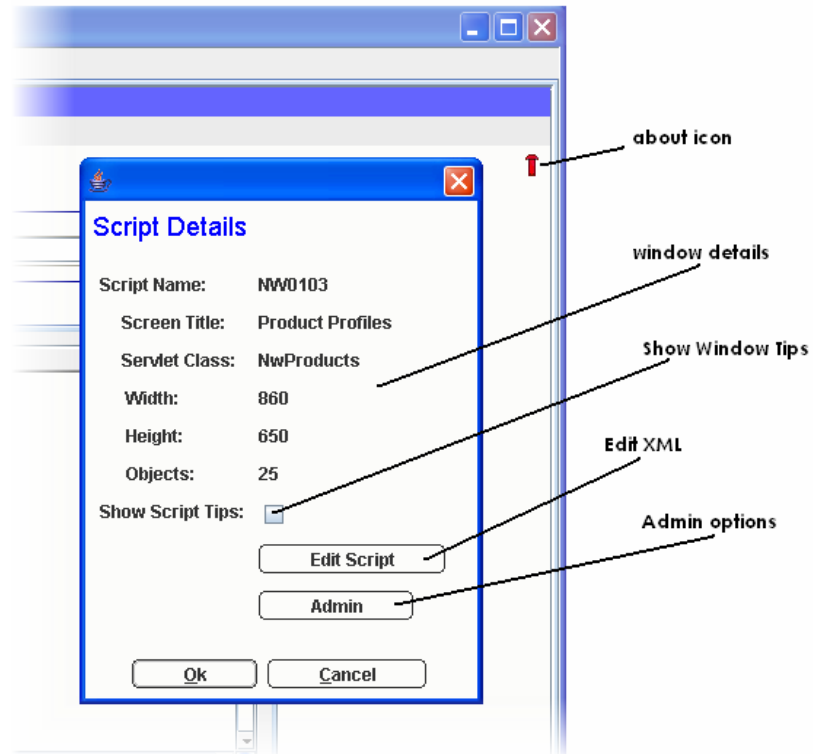 about icon
Script Details
window details
Script Name: NW0103
Screen Title: Product Profiles
Show Window Tips
Servlet Class: NwProducts
Width: 860
Height: 650
Edit XML
Objects: 25
Show Script Tips:
Admin options
Edit Script
Admin
Ok Cancel